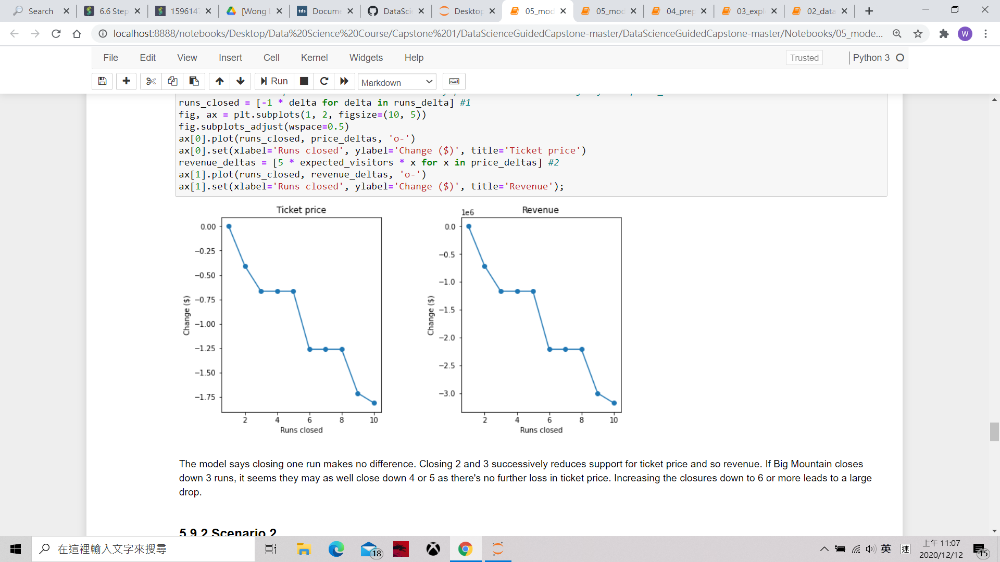 Search
6.6 Step
159614
[Wong
Docume
DataSci
Desktop
05_mod
05_mod
04_prep
03_expl
02_data
localhost:8888/notebooks/Desktop/Data%20Science%20Course/Capstone%201/DataScienceGuidedCapstone-master/DataScienceGuidedCapstone-master/Notebooks/05_mode...
W
File Edit View Insert Cell Kernel Widgets Help
Trusted
Python 3
Run
Markdown
runs_closed = [-1 * delta for delta in runs_delta] #1
fig, ax = plt.subplots(1, 2, figsize=(10, 5))
fig.subplots_adjust(wspace=0.5)
ax[0].plot(runs_closed, price_deltas, 'o-')
ax[0].set(xlabel='Runs closed', ylabel='Change ($)', title='Ticket price')
revenue_deltas = [5 * expected_visitors * x for x in price_deltas] #2
ax[1].plot(runs_closed, revenue_deltas, 'o-')
ax[1].set(xlabel='Runs closed', ylabel='Change ($)', title='Revenue');
Ticket price
0.00
−0.25
−0.50
−0.75
−1.00
−1.25
−1.50
−1.75
Change ($)
2 4 6 8 10
Runs closed
1e6
Revenue
0.0
−0.5
−1.0
−1.5
−2.0
−2.5
−3.0
Change ($)
2 4 6 8 10
Runs closed
The model says closing one run makes no difference. Closing 2 and 3 successively reduces support for ticket price and so revenue. If Big Mountain closes
down 3 runs, it seems they may as well close down 4 or 5 as there's no further loss in ticket price. Increasing the closures down to 6 or more leads to a large
drop.
5.9.2 Scenario 2
在這裡輸入文字來搜尋
18
英
速
上午 11:07
2020/12/12
15